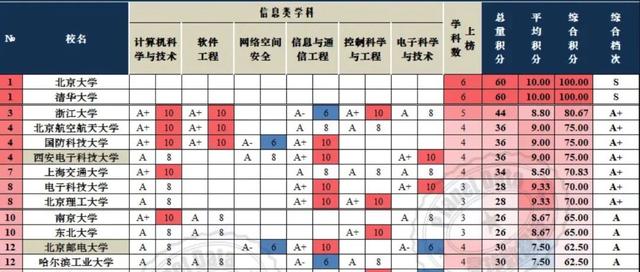 信息类学科
№ 校名 计算机科学与技术 软件工程 网络空间安全 信息与通信工程 控制科学与工程 电子科学与技术 上榜学科数 总量积分 平均积分 综合积分 综合档次
1 北京大学 6 60 10.00 100.00 S
1 清华大学 6 60 10.00 100.00 S
3 浙江大学 A+ 10 A+ 10 A- 6 A+ 10 A 8 5 44 8.80 80.67 A+
4 北京航空航天大学 4 36 9.00 75.00 A+
4 国防科技大学 A+ 10 A+ 10 A- 6 A+ 10 4 36 9.00 75.00 A+
4 西安电子科技大学 A 8 A 8 A+ 10 A+ 10 4 36 9.00 75.00 A+
7 上海交通大学 A+ 10 A 8 A 8 A 8 4 34 8.50 70.83 A+
8 电子科技大学 A 8 A+ 10 A+ 10 3 28 9.33 70.00 A+
8 北京理工大学 A 8 A+ 10 A+ 10 3 28 9.33 70.00 A+
10 南京大学 A+ 10 A 8 A 8 3 26 8.67 65.00 A
10 东北大学 A 8 A 8 A+ 10 3 26 8.67 65.00 A
12 北京邮电大学 A 8 A- 6 A+ 10 A- 6 4 30 7.50 62.50 A
12 哈尔滨工业大学 A 8 A 8 A- 6 A 8 4 30 7.50 62.50 A